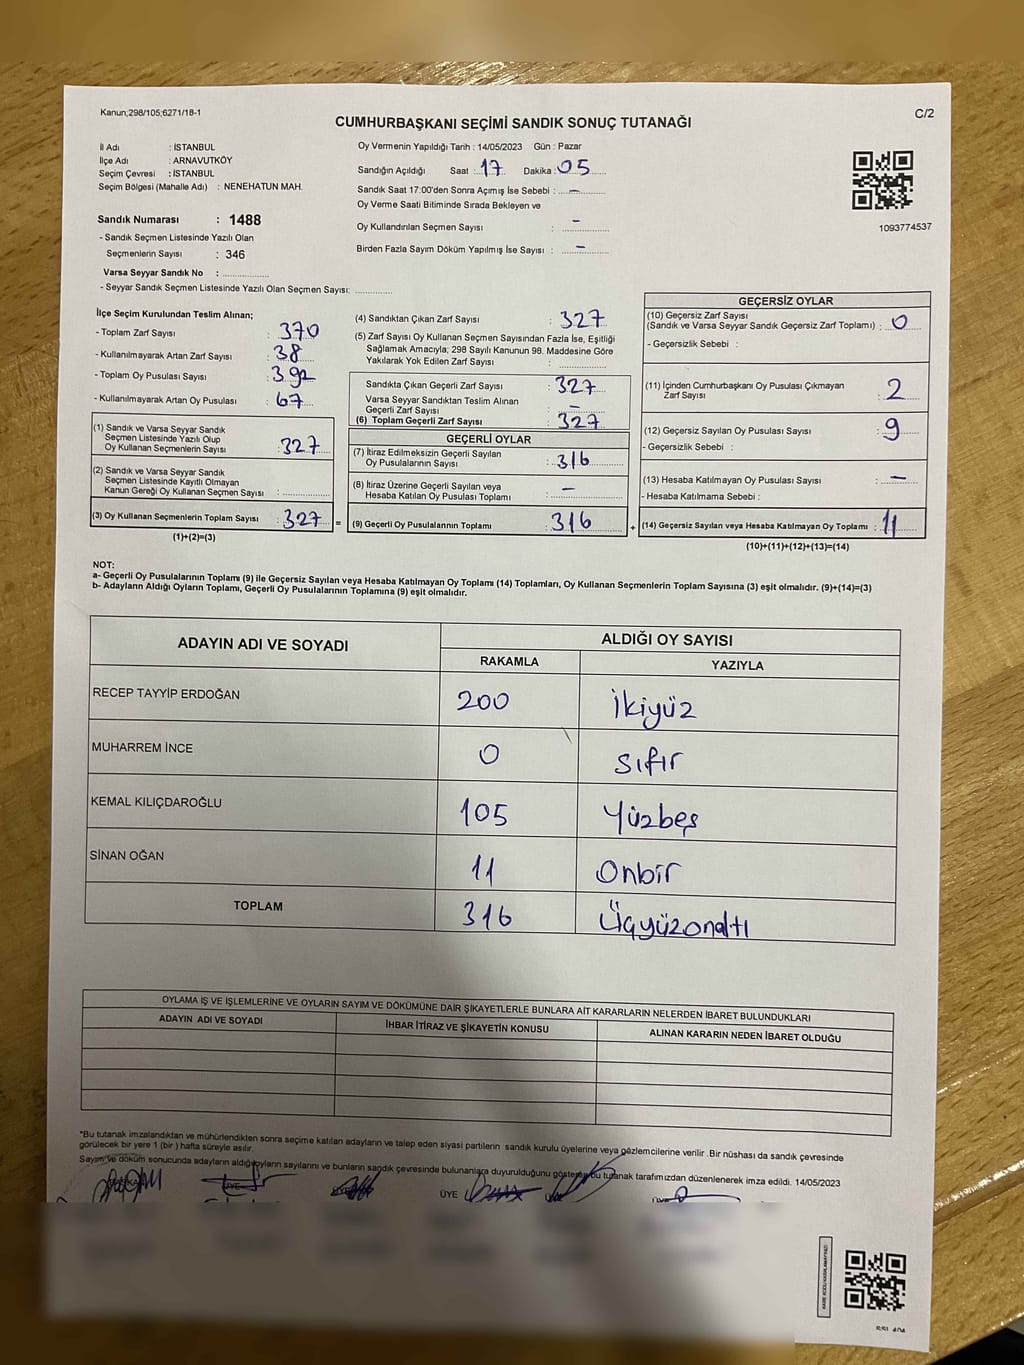 Kanun;298/105;6271/18-1
C/2
CUMHURBAŞKANI SEÇİMİ SANDIK SONUÇ TUTANAĞI
İl Adı : İSTANBUL
İlçe Adı : ARNAVUTKÖY
Seçim Çevresi : İSTANBUL
Seçim Bölgesi (Mahalle Adı) : NENEHATUN MAH.
Sandık Numarası : 1488
- Sandık Seçmen Listesinde Yazılı Olan
Seçmenlerin Sayısı : 346
Varsa Seyyar Sandık No :
- Seyyar Sandık Seçmen Listesinde Yazılı Olan Seçmen Sayısı:
Oy Vermenin Yapıldığı Tarih : 14/05/2023 Gün : Pazar
Sandığın Açıldığı Saat : 17 Dakika : 05
Sandık Saat 17:00'den Sonra Açımış İse Sebebi : -
Oy Verme Saati Bitiminde Sırada Bekleyen ve
Oy Kullandırılan Seçmen Sayısı : -
Birden Fazla Sayım Döküm Yapılmış İse Sayısı : -
1093774537
İlçe Seçim Kurulundan Teslim Alınan;
- Toplam Zarf Sayısı : 370
- Kullanılmayarak Artan Zarf Sayısı : 38
- Toplam Oy Pusulası Sayısı : 392
- Kullanılmayarak Artan Oy Pusulası : 67
(1) Sandık ve Varsa Seyyar Sandık
Seçmen Listesinde Yazılı Olup
Oy Kullanan Seçmenlerin Sayısı : 327
(2) Sandık ve Varsa Seyyar Sandık
Seçmen Listesinde Kayıtlı Olmayan
Kanun Gereği Oy Kullanan Seçmen Sayısı :
(3) Oy Kullanan Seçmenlerin Toplam Sayısı : 327 =
(1)+(2)=(3)
(4) Sandıktan Çıkan Zarf Sayısı : 327
(5) Zarf Sayısı Oy Kullanan Seçmen Sayısından Fazla İse, Eşitliği
Sağlamak Amacıyla; 298 Sayılı Kanunun 98. Maddesine Göre
Yakılarak Yok Edilen Zarf Sayısı :
Sandıkta Çıkan Geçerli Zarf Sayısı : 327
Varsa Seyyar Sandıktan Teslim Alınan
Geçerli Zarf Sayısı : -
(6) Toplam Geçerli Zarf Sayısı : 327
GEÇERLİ OYLAR
(7) İtiraz Edilmeksizin Geçerli Sayılan
Oy Pusulalarının Sayısı : 316
(8) İtiraz Üzerine Geçerli Sayılan veya
Hesaba Katılan Oy Pusulası Toplamı : -
(9) Geçerli Oy Pusulalarının Toplamı : 316 +
GEÇERSİZ OYLAR
(10) Geçersiz Zarf Sayısı
(Sandık ve Varsa Seyyar Sandık Geçersiz Zarf Toplamı) : 0
- Geçersizlik Sebebi :
(11) İçinden Cumhurbaşkanı Oy Pusulası Çıkmayan
Zarf Sayısı : 2
(12) Geçersiz Sayılan Oy Pusulası Sayısı : 9
- Geçersizlik Sebebi :
(13) Hesaba Katılmayan Oy Pusulası Sayısı : -
- Hesaba Katılmama Sebebi :
(14) Geçersiz Sayılan veya Hesaba Katılmayan Oy Toplamı : 11
(10)+(11)+(12)+(13)=(14)
NOT:
a- Geçerli Oy Pusulalarının Toplamı (9) ile Geçersiz Sayılan veya Hesaba Katılmayan Oy Toplamı (14) Toplamları, Oy Kullanan Seçmenlerin Toplam Sayısına (3) eşit olmalıdır. (9)+(14)=(3)
b- Adayların Aldığı Oyların Toplamı, Geçerli Oy Pusulalarının Toplamına (9) eşit olmalıdır.
ADAYIN ADI VE SOYADI
ALDIĞI OY SAYISI
RAKAMLA YAZIYLA
RECEP TAYYİP ERDOĞAN 200 İkiyüz
MUHARREM İNCE 0 Sıfır
KEMAL KILIÇDAROĞLU 105 Yüzbeş
SİNAN OĞAN 11 Onbir
TOPLAM 316 Üçyüzonaltı
OYLAMA İŞ VE İŞLEMLERİNE VE OYLARIN SAYIM VE DÖKÜMÜNE DAİR ŞİKAYETLERLE BUNLARA AİT KARARLARIN NELERDEN İBARET BULUNDUKLARI
ADAYIN ADI VE SOYADI İHBAR İTİRAZ VE ŞİKAYETİN KONUSU ALINAN KARARIN NEDEN İBARET OLDUĞU
*Bu tutanak imzalandıktan ve mühürlendikten sonra seçime katılan adayların ve talep eden siyasi partilerin sandık kurulu üyelerine veya gözlemcilerine verilir. Bir nüshası da sandık çevresinde
görülecek bir yere 1 (bir ) hafta süreyle asılır.
Sayım ve döküm sonucunda adayların aldığı oyların sayılarını ve bunların sandık çevresinde bulunanlara duyurulduğunu gösteren bu tutanak tarafımızdan düzenlenerek imza edildi. 14/05/2023
ÜYE